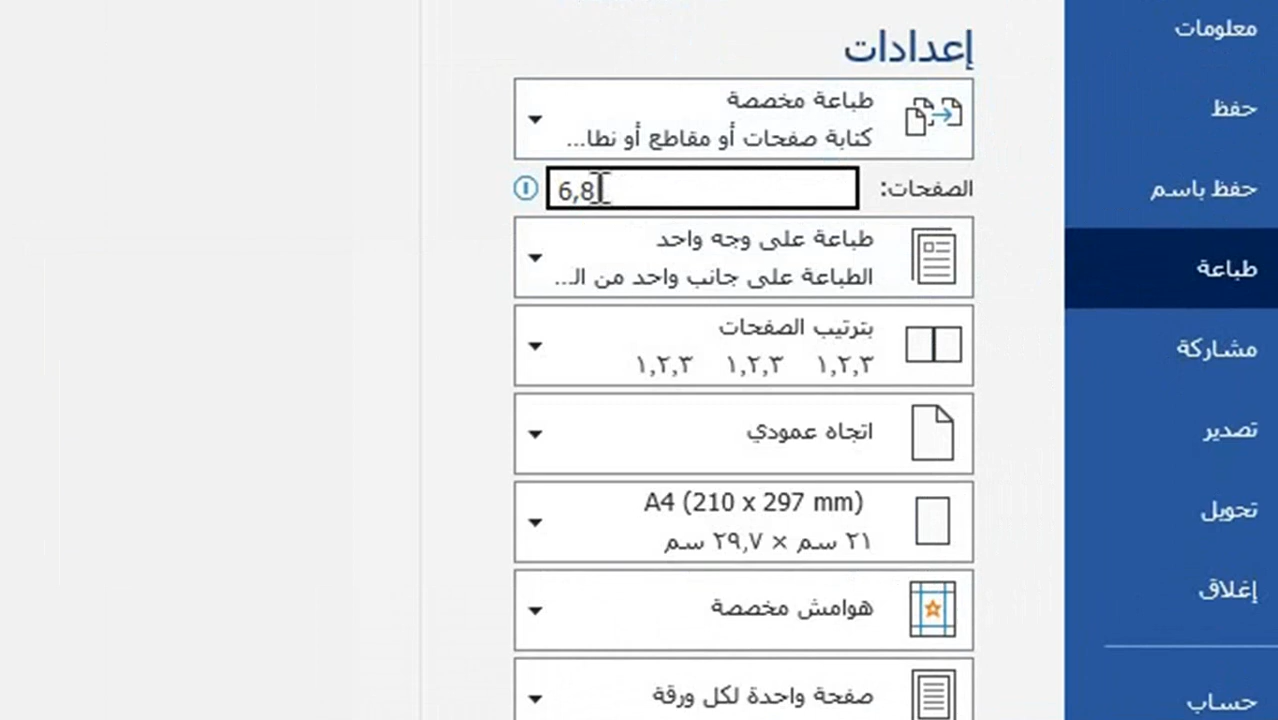 معلومات
حفظ
حفظ باسم
طباعة
مشاركة
تصدير
تحويل
إغلاق
حساب
إعدادات
طباعة مخصصة
كتابة صفحات أو مقاطع أو نطا...
الصفحات: 6,8
طباعة على وجه واحد
الطباعة على جانب واحد من الـ...
بترتيب الصفحات
١,٢,٣ ١,٢,٣ ١,٢,٣
اتجاه عمودي
A4 (210 x 297 mm)
٢١ سم × ٢٩,٧ سم
هوامش مخصصة
صفحة واحدة لكل ورقة